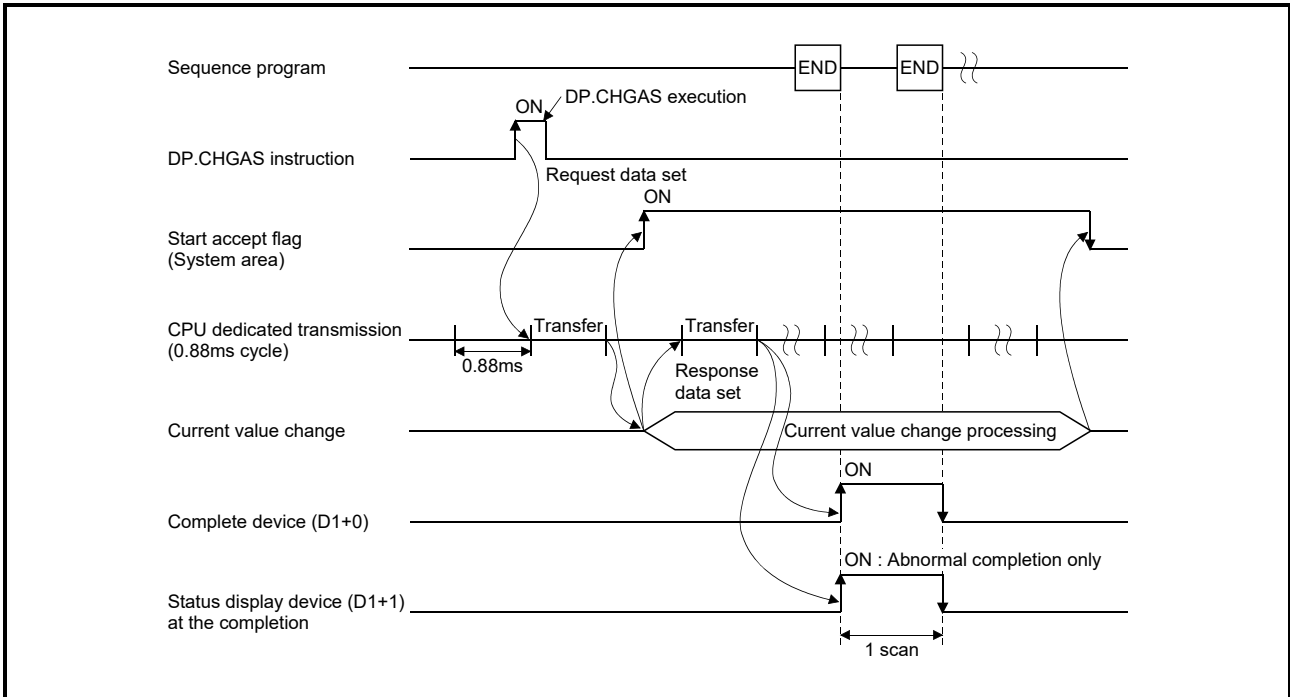 Sequence program
END
END
ON
DP.CHGAS execution
DP.CHGAS instruction
Request data set
ON
Start accept flag
(System area)
CPU dedicated transmission
(0.88ms cycle)
Transfer
Transfer
0.88ms
Response
data set
Current value change
Current value change processing
ON
Complete device (D1+0)
ON : Abnormal completion only
Status display device (D1+1)
at the completion
1 scan